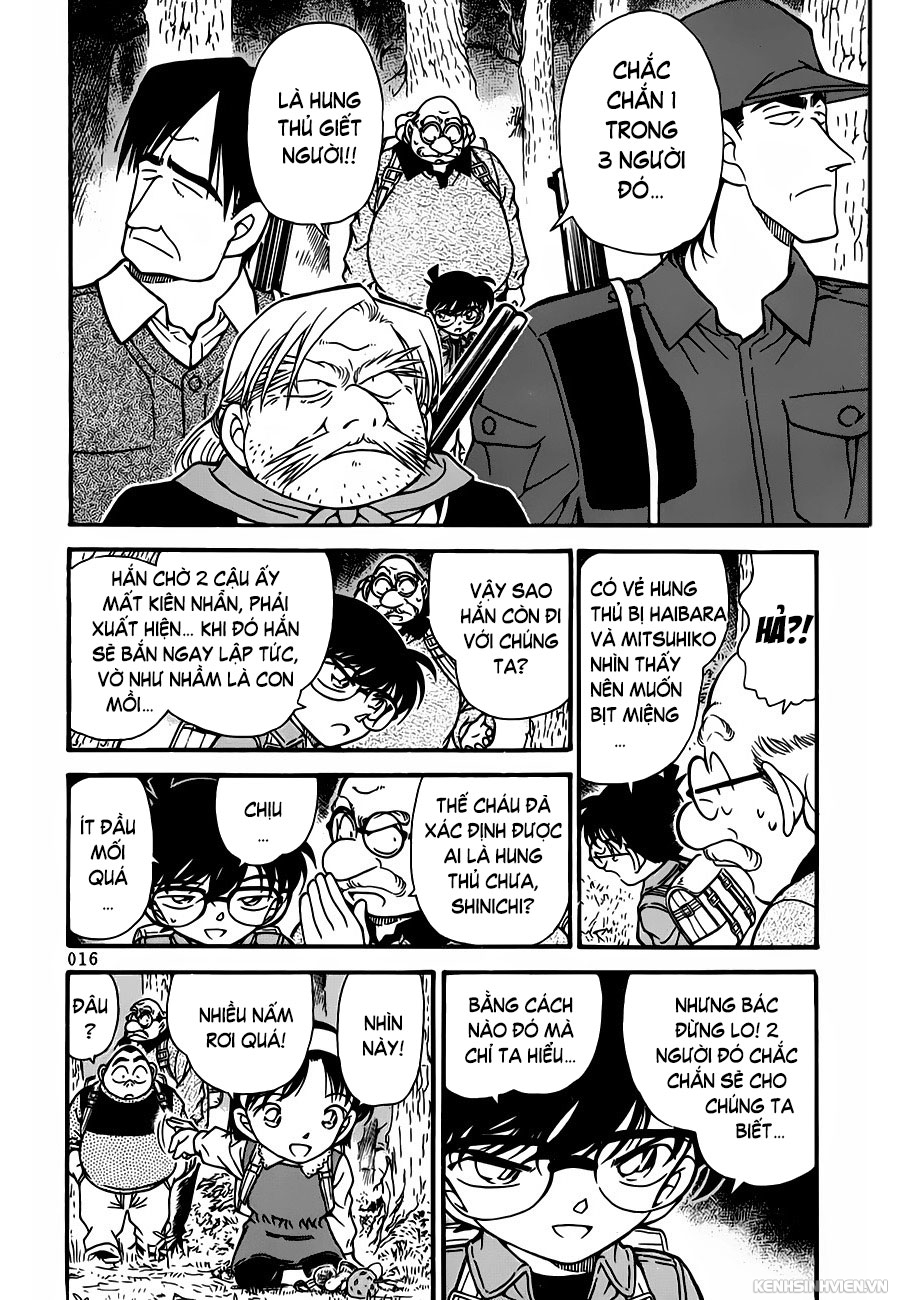 CHẮC
CHẮN 1
TRONG
3 NGƯỜI
ĐÓ...
LÀ HUNG
THỦ GIẾT
NGƯỜI!!
HẢ?!
CÓ VẺ HUNG
THỦ BỊ HAIBARA
VÀ MITSUHIKO
NHÌN THẤY
NÊN MUỐN
BỊT MIỆNG
...
VẬY SAO
HẮN CÒN ĐI
VỚI CHÚNG
TA?
HẮN CHỜ 2 CẬU ẤY
MẤT KIÊN NHẪN, PHẢI
XUẤT HIỆN... KHI ĐÓ HẮN
SẼ BẮN NGAY LẬP TỨC,
VỜ NHƯ NHẦM LÀ CON
MỒI...
THẾ CHÁU ĐÃ
XÁC ĐỊNH ĐƯỢC
AI LÀ HUNG
THỦ CHƯA,
SHINICHI?
CHỊU
...
ÍT ĐẦU
MỐI
QUÁ
...
016
NHƯNG BÁC
ĐỪNG LO! 2
NGƯỜI ĐÓ CHẮC
CHẮN SẼ CHO
CHÚNG TA
BIẾT...
BẰNG CÁCH
NÀO ĐÓ MÀ
CHỈ TA HIỂU...
NHÌN
NÀY!
NHIỀU NẤM
RƠI QUÁ!
ĐÂU
?
KENHSINHVIEN.VN